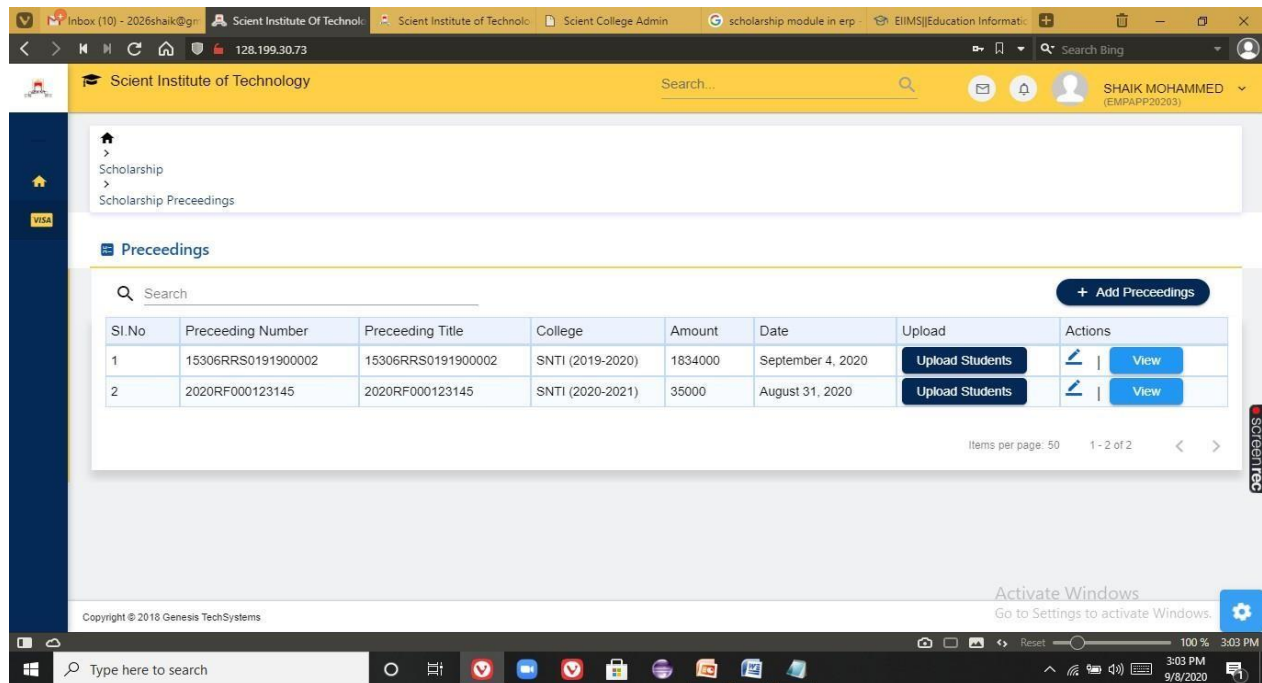 Inbox (10) - 2026shaik@gm
Scient Institute Of Technolo
Scient Institute of Technolo
Scient College Admin
scholarship module in erp -
EIIMS||Education Informatic
128.199.30.73
Search Bing
Scient Institute of Technology
Search...
SHAIK MOHAMMED
(EMPAPP20203)
>
Scholarship
>
Scholarship Preceedings
VISA
Preceedings
Search
+ Add Preceedings
SI.No Preceeding Number Preceeding Title College Amount Date Upload Actions
1 15306RRS0191900002 15306RRS0191900002 SNTI (2019-2020) 1834000 September 4, 2020 Upload Students | View
2 2020RF000123145 2020RF000123145 SNTI (2020-2021) 35000 August 31, 2020 Upload Students | View
Items per page: 50 1 - 2 of 2 < >
screenrec
Activate Windows
Go to Settings to activate Windows.
Copyright © 2018 Genesis TechSystems
Reset 100 % 3:03 PM
Type here to search
3:03 PM
9/8/2020